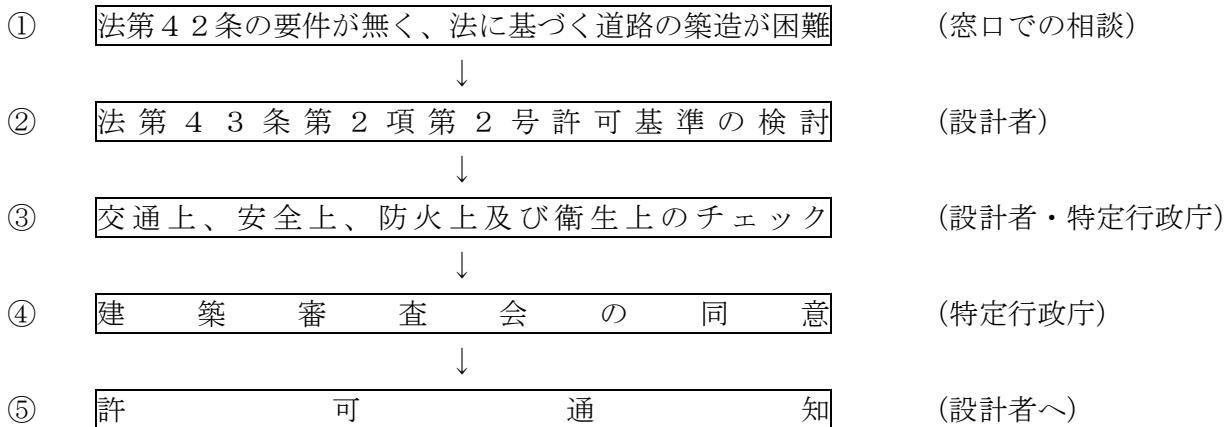 ① 法第４２条の要件が無く、法に基づく道路の築造が困難 (窓口での相談)
↓
② 法第４３条第２項第２号許可基準の検討 (設計者)
↓
③ 交通上、安全上、防火上及び衛生上のチェック (設計者・特定行政庁)
↓
④ 建築審査会の同意 (特定行政庁)
↓
⑤ 許可通知 (設計者へ)